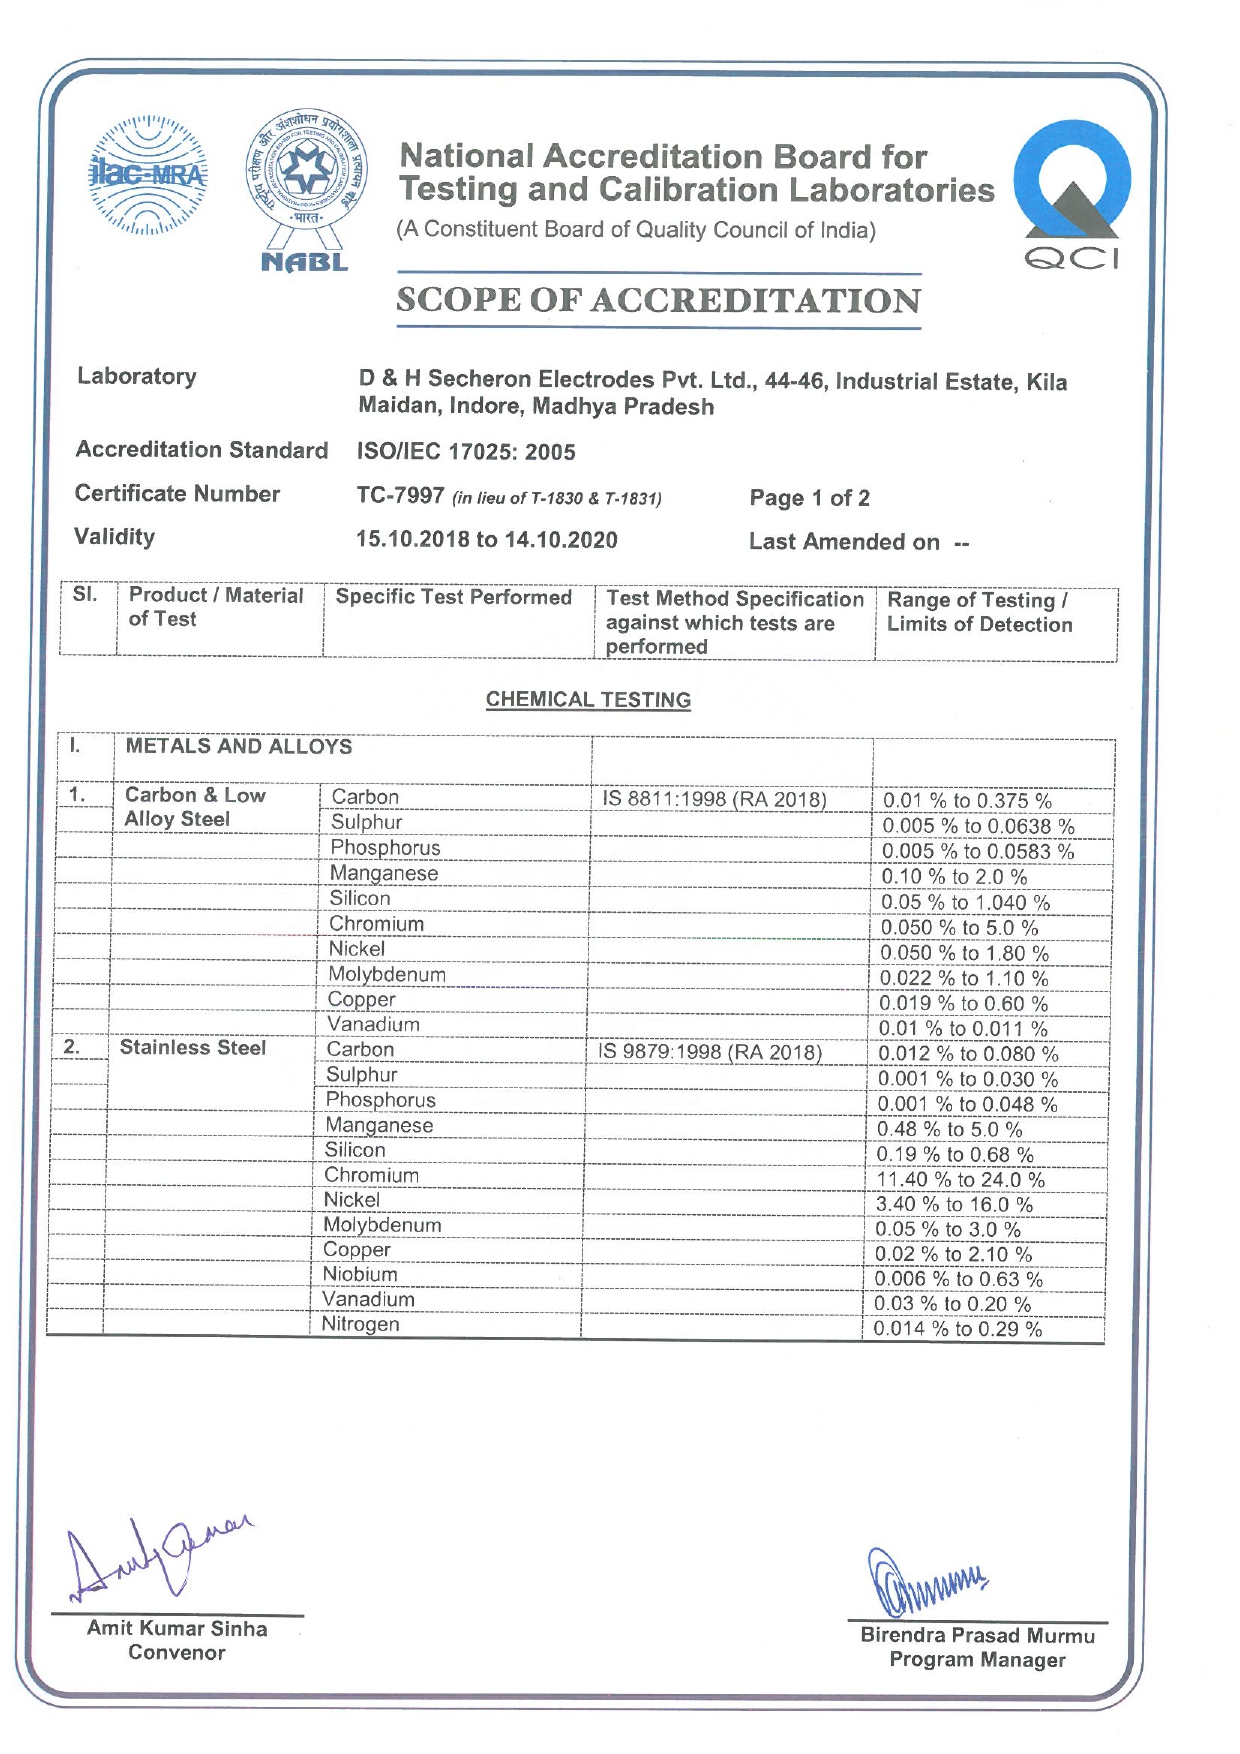 ilac-MRA
राष्ट्रीय परीक्षण और अंशशोधन प्रयोगशाला प्रत्यायन बोर्ड
भारत
NABL
National Accreditation Board for
Testing and Calibration Laboratories
(A Constituent Board of Quality Council of India)
QCI
SCOPE OF ACCREDITATION
Laboratory D & H Secheron Electrodes Pvt. Ltd., 44-46, Industrial Estate, Kila
Maidan, Indore, Madhya Pradesh
Accreditation Standard ISO/IEC 17025: 2005
Certificate Number TC-7997 (in lieu of T-1830 & T-1831) Page 1 of 2
Validity 15.10.2018 to 14.10.2020 Last Amended on --
SI. Product / Material Specific Test Performed Test Method Specification Range of Testing /
of Test against which tests are Limits of Detection
performed
CHEMICAL TESTING
I. METALS AND ALLOYS
1. Carbon & Low Carbon IS 8811:1998 (RA 2018) 0.01 % to 0.375 %
Alloy Steel Sulphur 0.005 % to 0.0638 %
Phosphorus 0.005 % to 0.0583 %
Manganese 0.10 % to 2.0 %
Silicon 0.05 % to 1.040 %
Chromium 0.050 % to 5.0 %
Nickel 0.050 % to 1.80 %
Molybdenum 0.022 % to 1.10 %
Copper 0.019 % to 0.60 %
Vanadium 0.01 % to 0.011 %
2. Stainless Steel Carbon IS 9879:1998 (RA 2018) 0.012 % to 0.080 %
Sulphur 0.001 % to 0.030 %
Phosphorus 0.001 % to 0.048 %
Manganese 0.48 % to 5.0 %
Silicon 0.19 % to 0.68 %
Chromium 11.40 % to 24.0 %
Nickel 3.40 % to 16.0 %
Molybdenum 0.05 % to 3.0 %
Copper 0.02 % to 2.10 %
Niobium 0.006 % to 0.63 %
Vanadium 0.03 % to 0.20 %
Nitrogen 0.014 % to 0.29 %
Amit Kumar Sinha
Convenor
Birendra Prasad Murmu
Program Manager